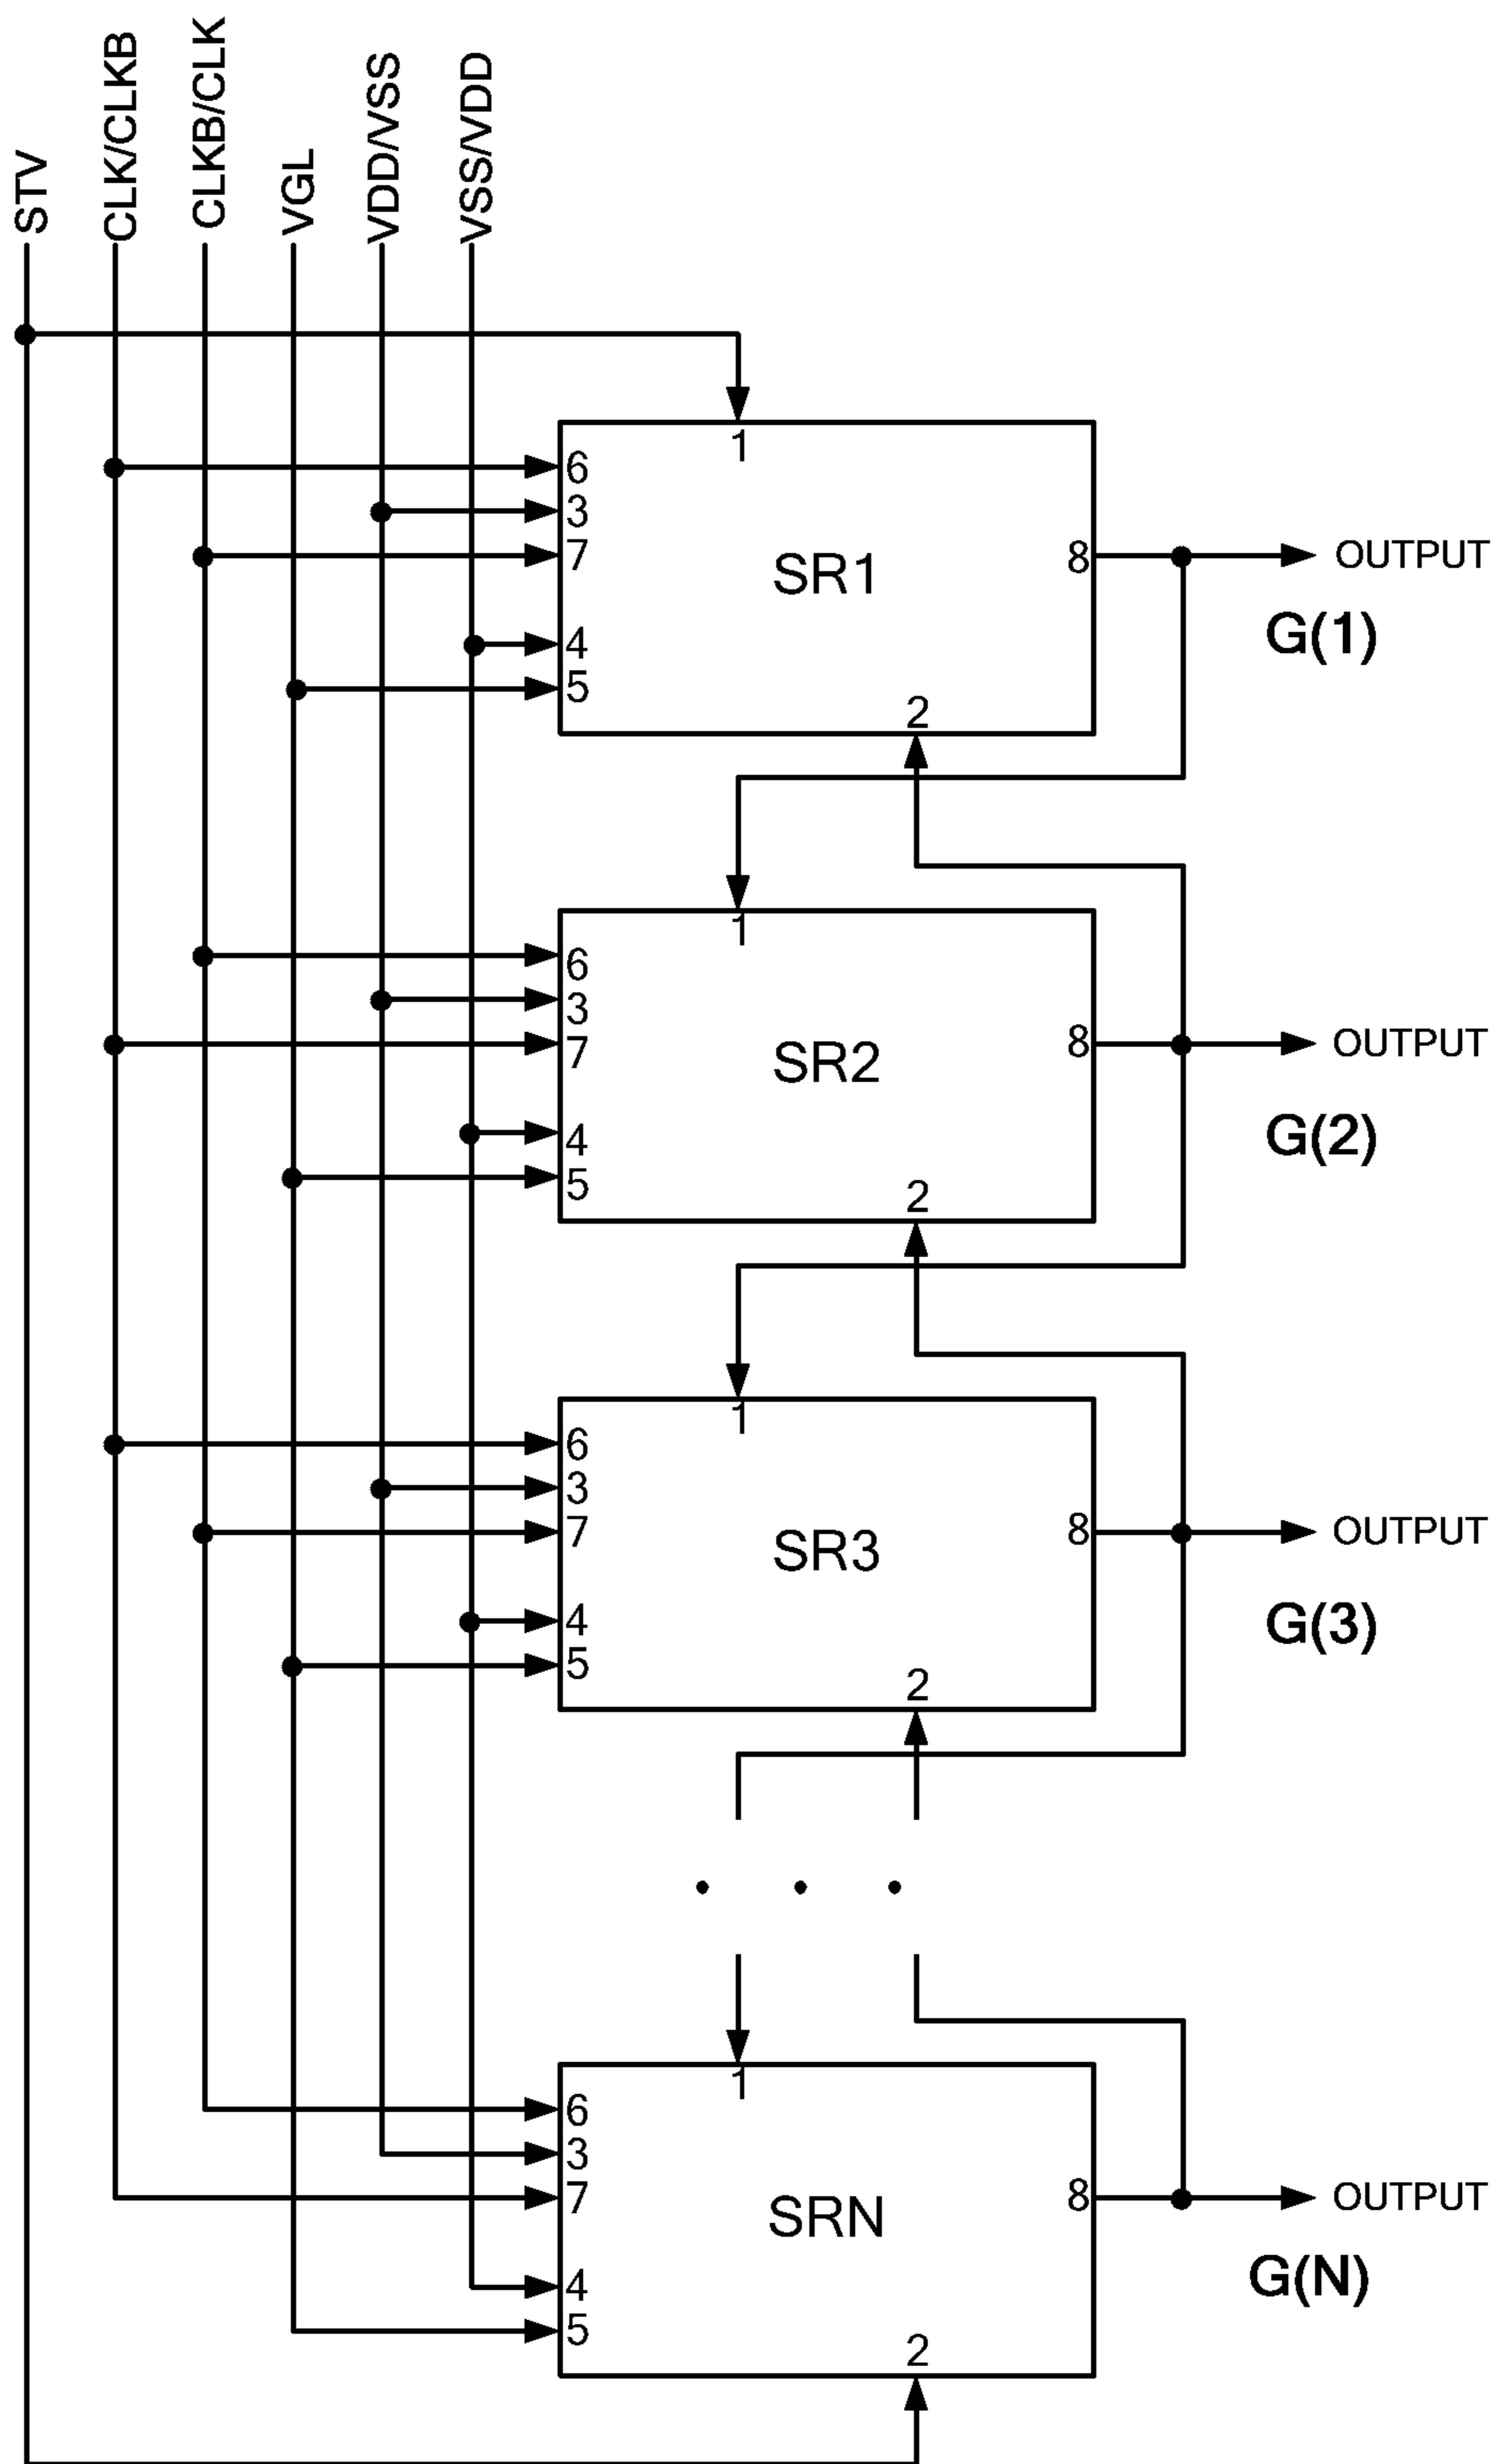 STV
CLK/CLKB
CLKB/CLK
VGL
VDD/VSS
VSS/VDD
1
6
3
7
4
5
SR1
8
2
OUTPUT
G(1)
1
6
3
7
4
5
SR2
8
2
OUTPUT
G(2)
1
6
3
7
4
5
SR3
8
2
OUTPUT
G(3)
1
6
3
7
4
5
SRN
8
2
OUTPUT
G(N)